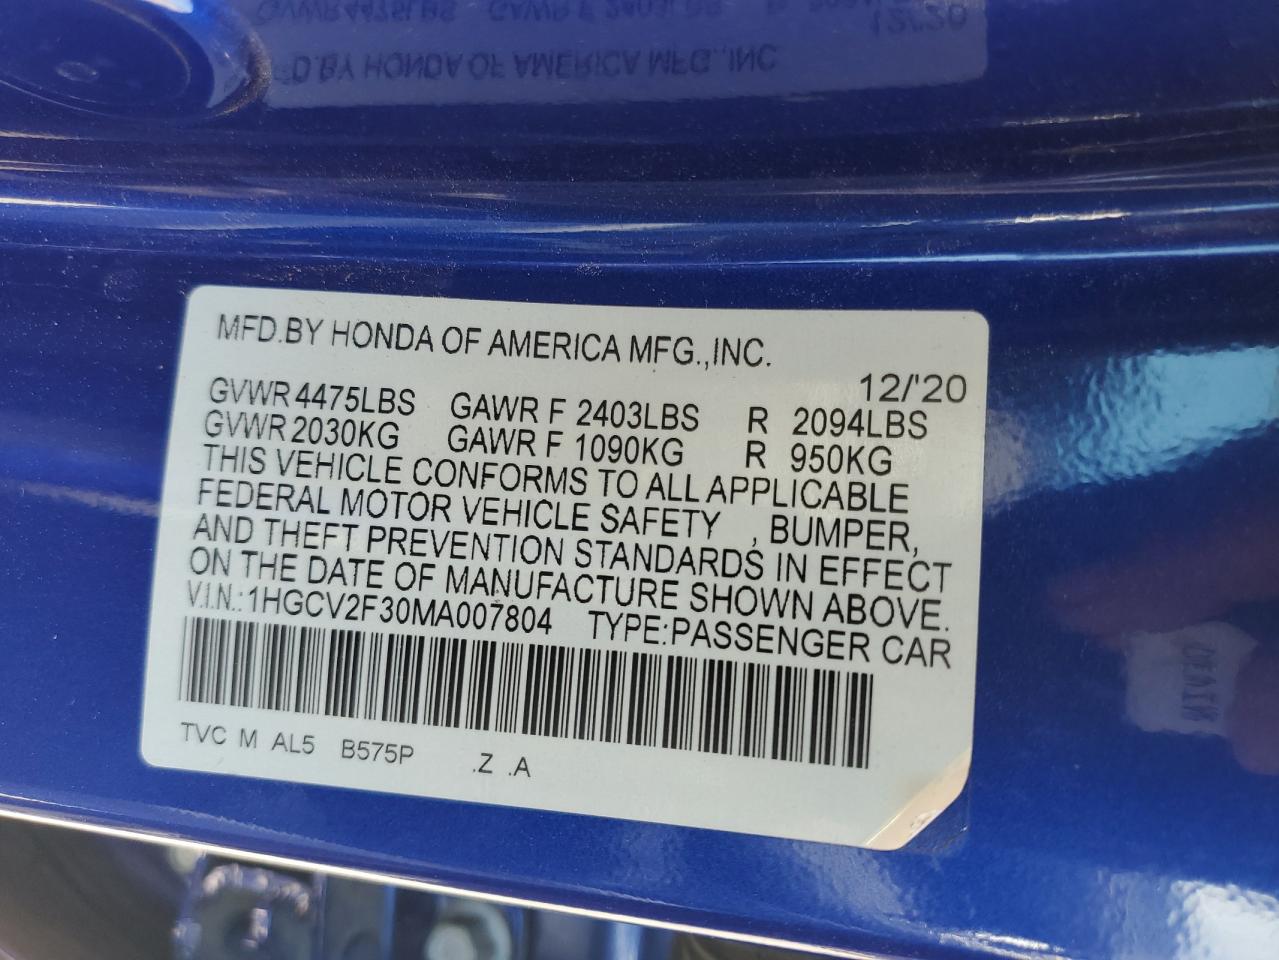 MFD.BY HONDA OF AMERICA MFG.,INC.
12/'20
GVWR 4475LBS GAWR F 2403LBS R 2094LBS
GVWR 2030KG GAWR F 1090KG R 950KG
THIS VEHICLE CONFORMS TO ALL APPLICABLE
FEDERAL MOTOR VEHICLE SAFETY , BUMPER,
AND THEFT PREVENTION STANDARDS IN EFFECT
ON THE DATE OF MANUFACTURE SHOWN ABOVE.
V.I.N.:1HGCV2F30MA007804 TYPE:PASSENGER CAR
TVC M AL5 B575P .Z .A